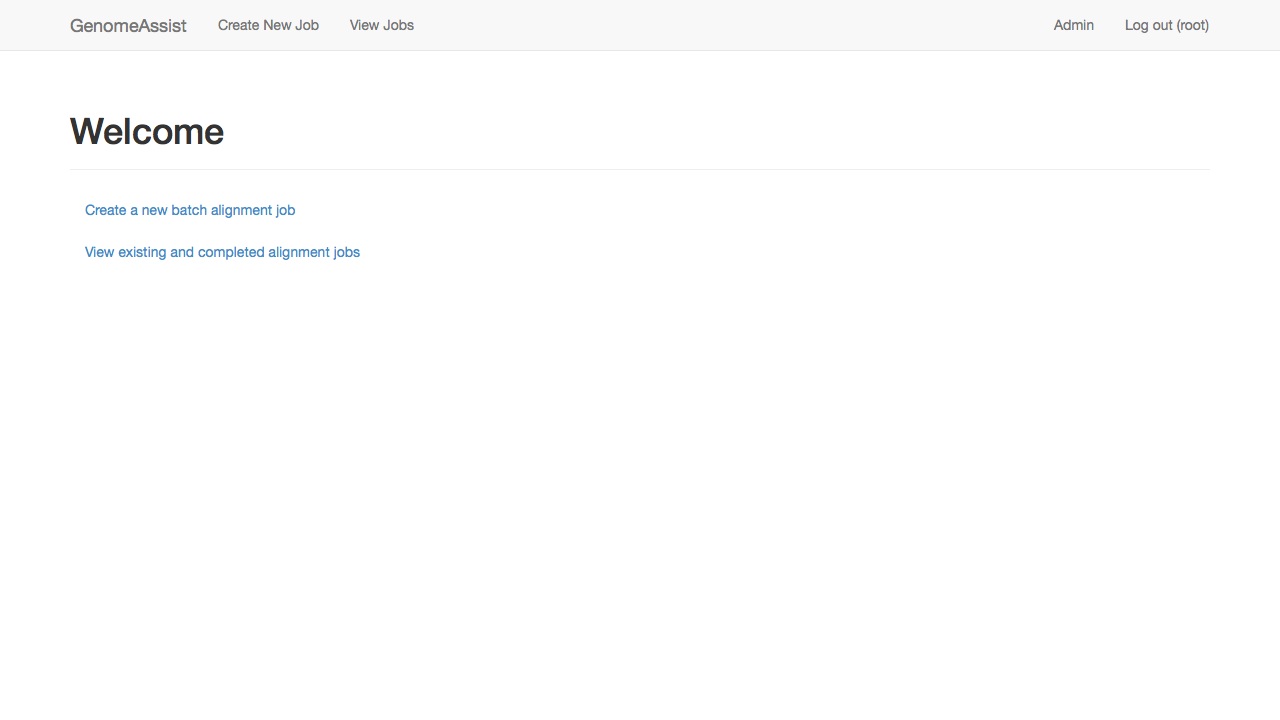 GenomeAssist Create New Job View Jobs Admin Log out (root)
Welcome
Create a new batch alignment job
View existing and completed alignment jobs